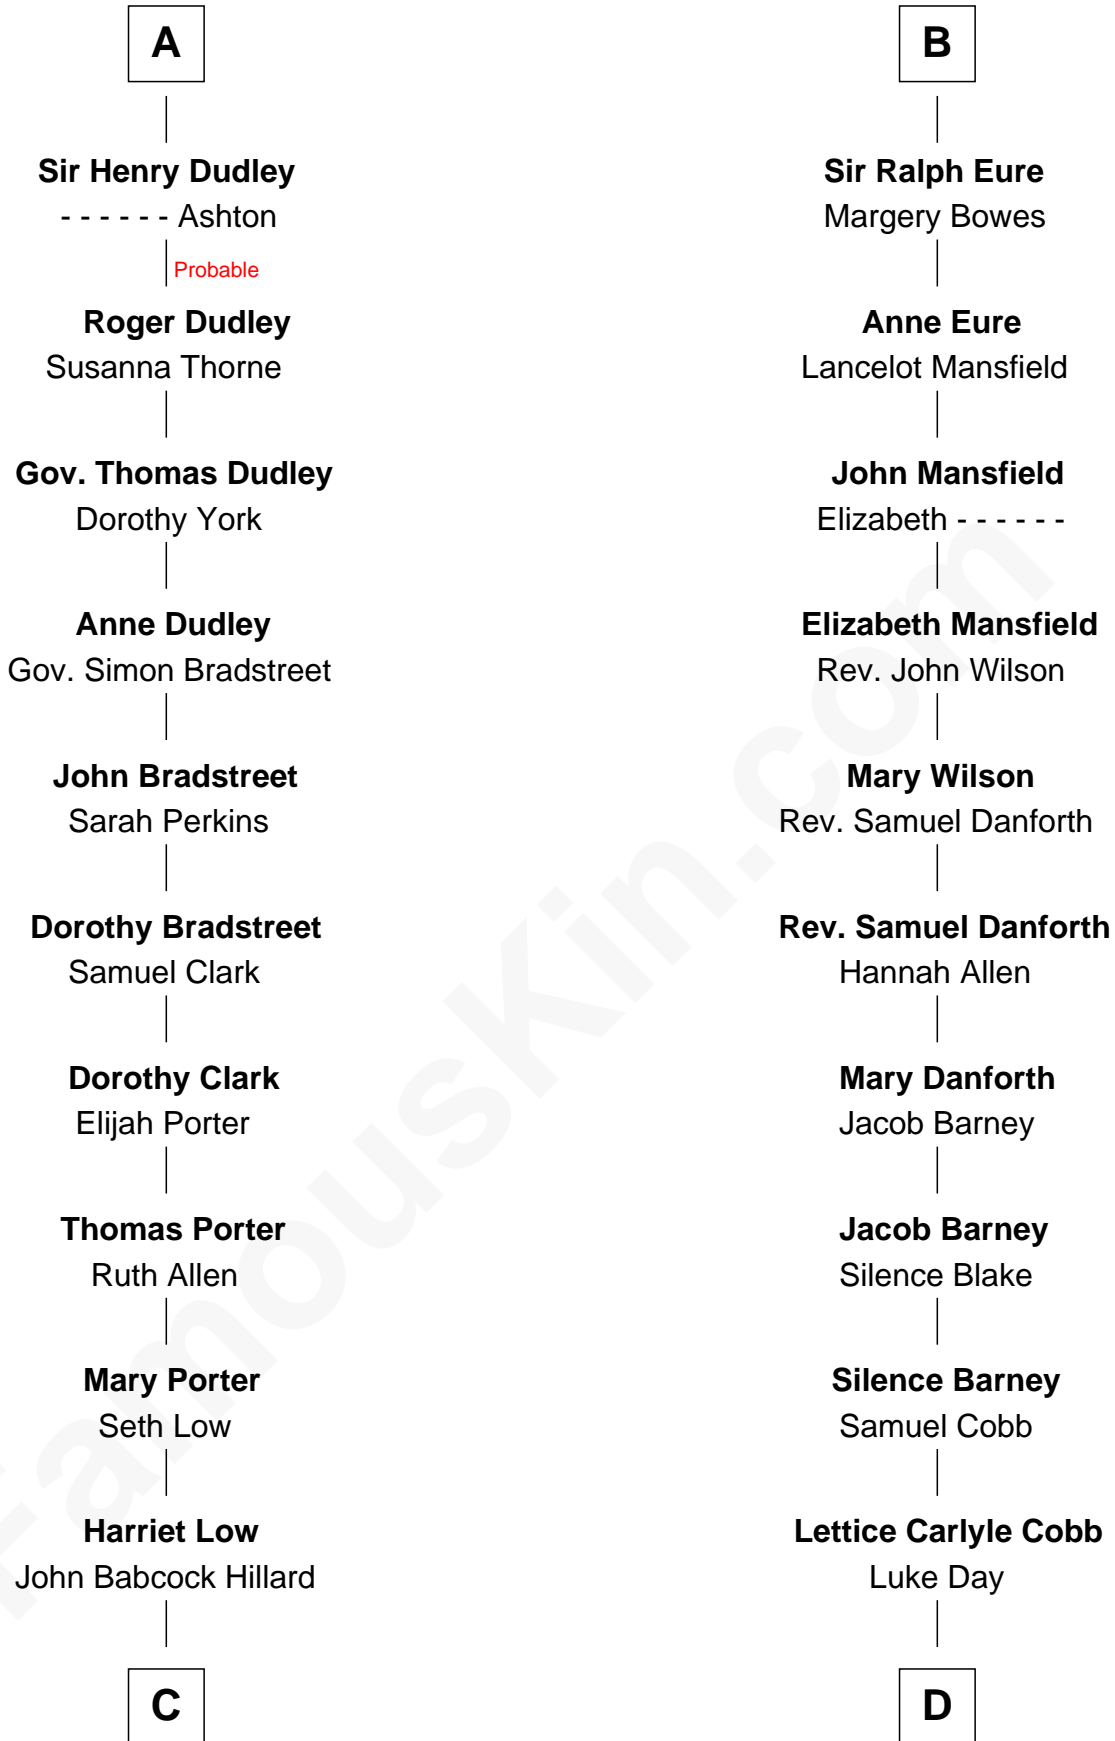 A
Sir Henry Dudley
- - - - - - Ashton
Probable
Roger Dudley
Susanna Thorne
Gov. Thomas Dudley
Dorothy York
Anne Dudley
Gov. Simon Bradstreet
John Bradstreet
Sarah Perkins
Dorothy Bradstreet
Samuel Clark
Dorothy Clark
Elijah Porter
Thomas Porter
Ruth Allen
Mary Porter
Seth Low
Harriet Low
John Babcock Hillard
C
B
Sir Ralph Eure
Margery Bowes
Anne Eure
Lancelot Mansfield
John Mansfield
Elizabeth - - - - - -
Elizabeth Mansfield
Rev. John Wilson
Mary Wilson
Rev. Samuel Danforth
Rev. Samuel Danforth
Hannah Allen
Mary Danforth
Jacob Barney
Jacob Barney
Silence Blake
Silence Barney
Samuel Cobb
Lettice Carlyle Cobb
Luke Day
D
FamousKin.com